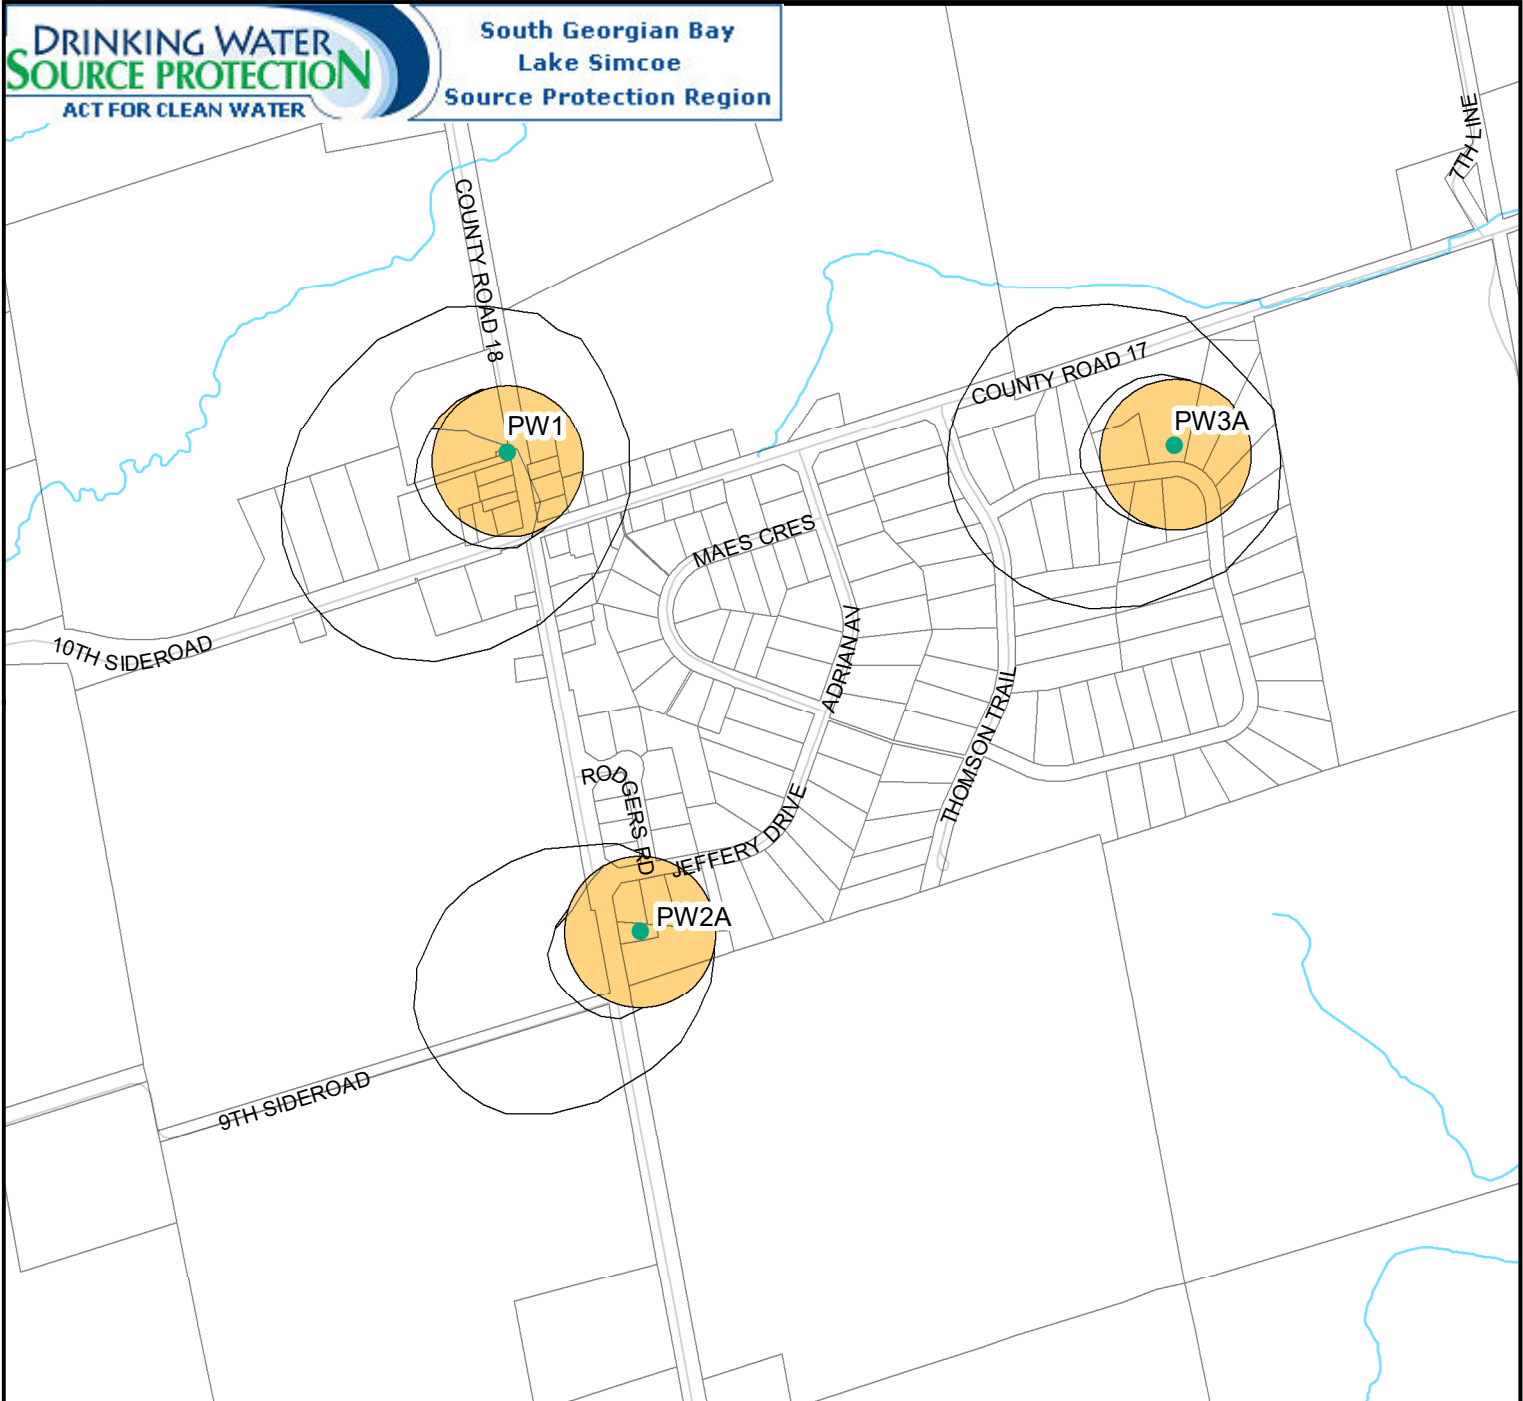 DRINKING WATER
SOURCE PROTECTION
ACT FOR CLEAN WATER
South Georgian Bay
Lake Simcoe
Source Protection Region
7TH LINE
COUNTY ROAD 18
COUNTY ROAD 17
PW1
PW3A
MAES CRES
10TH SIDEROAD
ADRIAN AV
THOMSON TRAIL
RODGERS RD
JEFFERY DRIVE
PW2A
9TH SIDEROAD